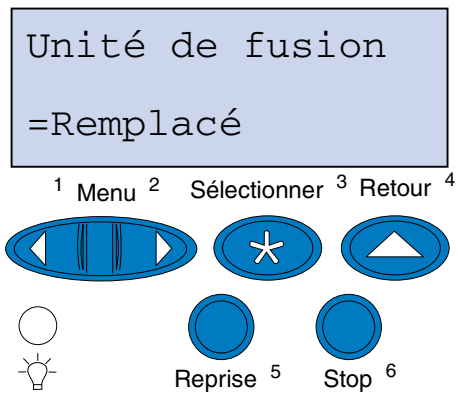 Unité de fusion
=Remplacé
1 Menu 2 Sélectionner 3 Retour 4
Reprise 5 Stop 6